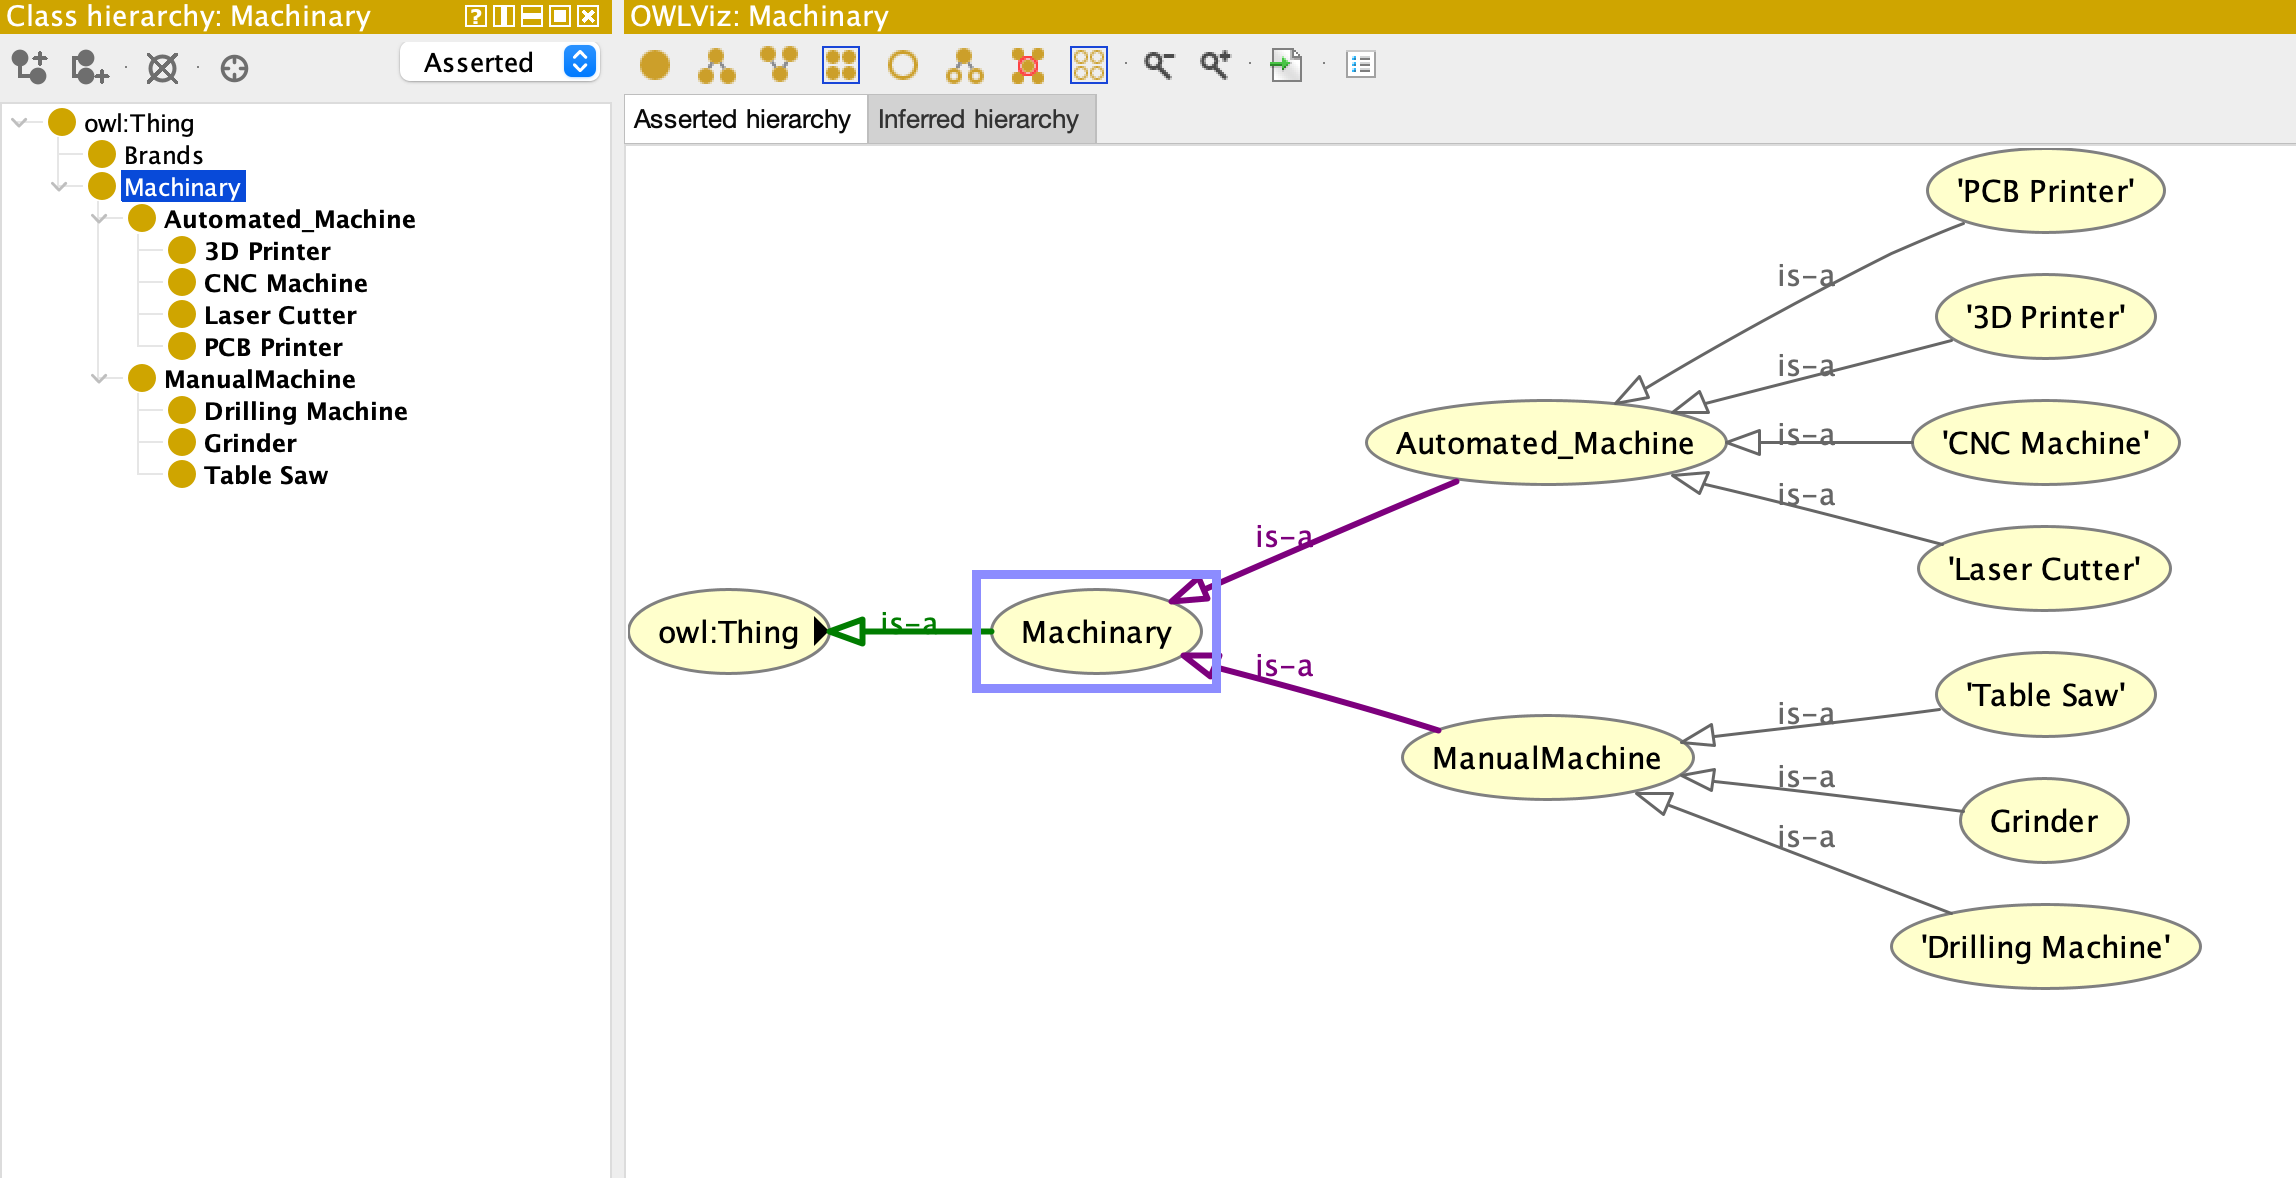 Class hierarchy: Machinary
Asserted
owl:Thing
Brands
Machinary
Automated_Machine
3D Printer
CNC Machine
Laser Cutter
PCB Printer
ManualMachine
Drilling Machine
Grinder
Table Saw
OWLViz: Machinary
Asserted hierarchy
Inferred hierarchy
'PCB Printer'
is-a
'3D Printer'
is-a
Automated_Machine
is-a
'CNC Machine'
is-a
'Laser Cutter'
is-a
owl:Thing
is-a
Machinary
is-a
'Table Saw'
is-a
ManualMachine
is-a
Grinder
is-a
'Drilling Machine'